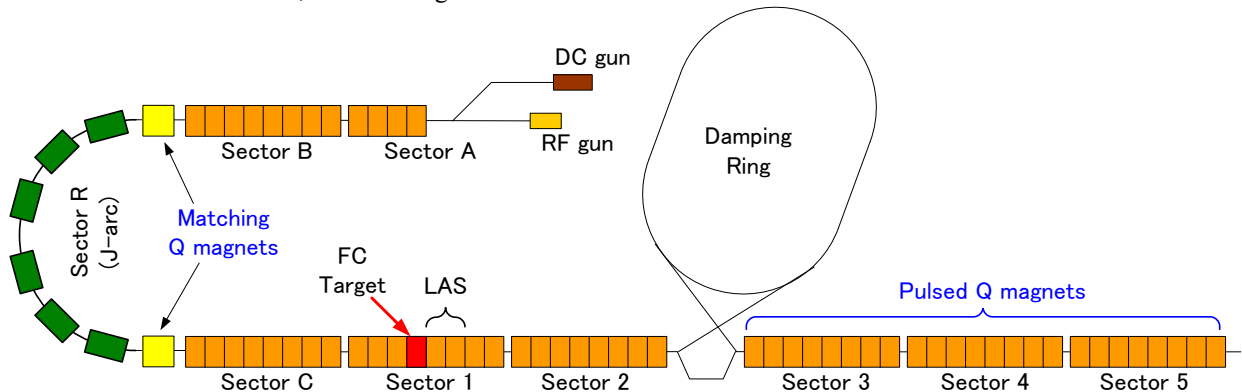 DC gun
RF gun
Sector B
Sector A
Damping
Ring
Sector R
(J-arc)
Matching
Q magnets
FC
Target
LAS
Pulsed Q magnets
Sector C
Sector 1
Sector 2
Sector 3
Sector 4
Sector 5